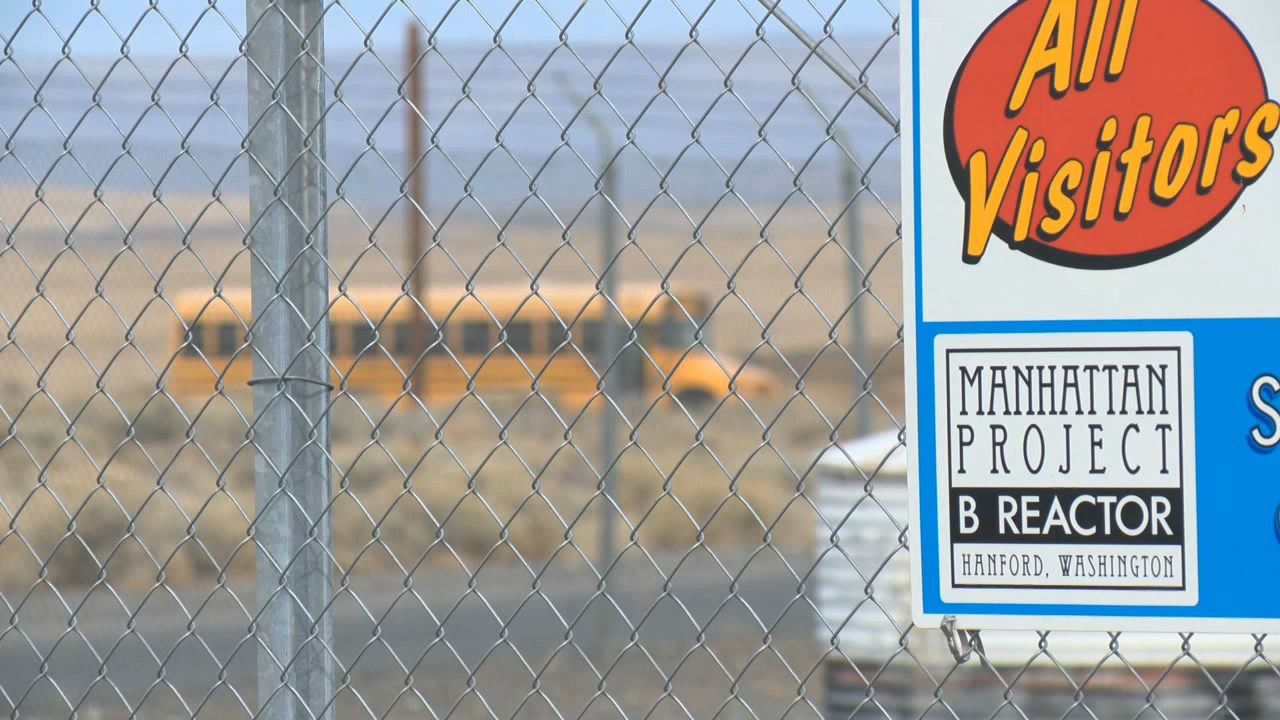 All
Visitors
MANHATTAN
PROJECT
B REACTOR
HANFORD, WASHINGTON
S